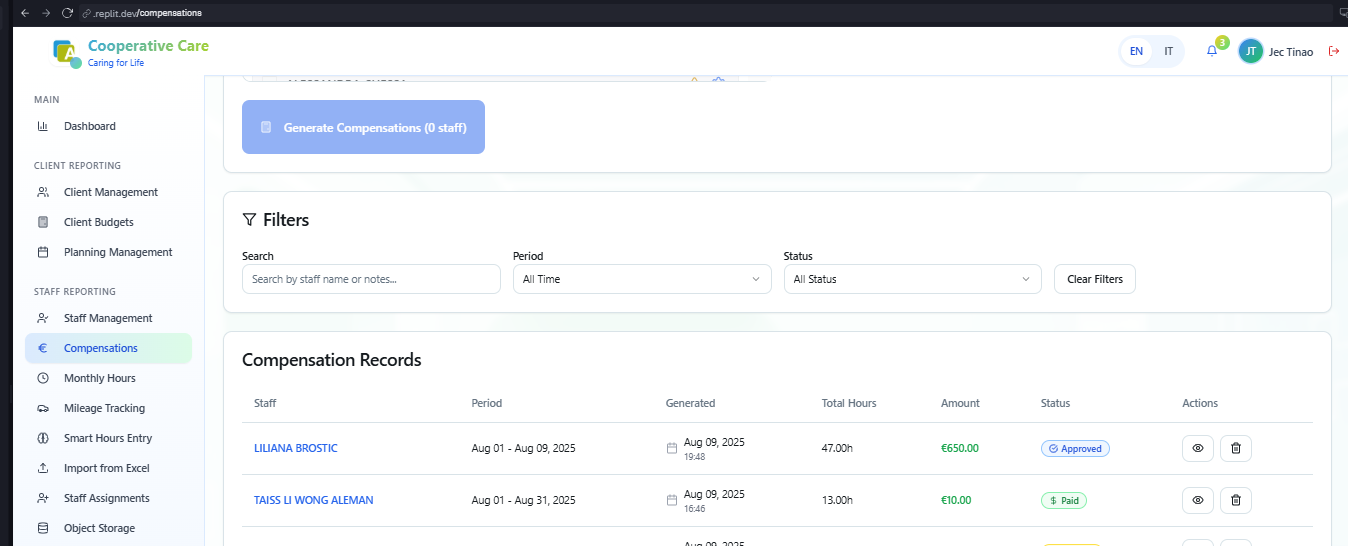 .replit.dev/compensations
Cooperative Care
Caring for Life
EN IT
3
JT Jec Tinao
MAIN
Dashboard
CLIENT REPORTING
Client Management
Client Budgets
Planning Management
STAFF REPORTING
Staff Management
Compensations
Monthly Hours
Mileage Tracking
Smart Hours Entry
Import from Excel
Staff Assignments
Object Storage
Generate Compensations (0 staff)
Filters
Search Period Status
Search by staff name or notes... All Time All Status Clear Filters
Compensation Records
Staff Period Generated Total Hours Amount Status Actions
LILIANA BROSTIC Aug 01 - Aug 09, 2025 Aug 09, 2025 47.00h €650.00 Approved
19:48
TAISS LI WONG ALEMAN Aug 01 - Aug 31, 2025 Aug 09, 2025 13.00h €10.00 Paid
16:46